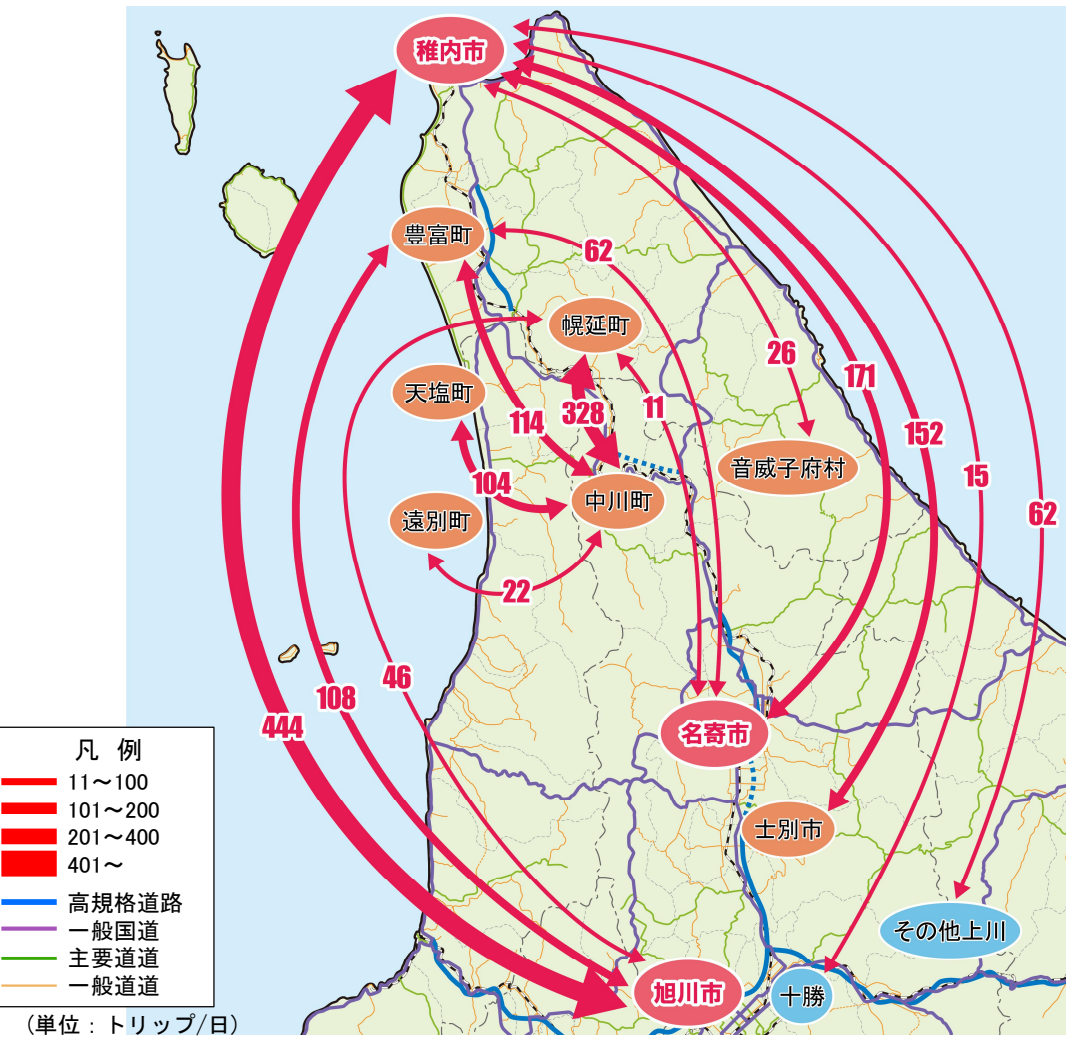 稚内市
豊富町
62
幌延町
26
171
天塩町
114
328
11
152
音威子府村
15
104
中川町
62
遠別町
22
46
108
444
名寄市
士別市
その他上川
旭川市
十勝
凡 例
11～100
101～200
201～400
401～
高規格道路
一般国道
主要道道
一般道道
(単位：トリップ/日)